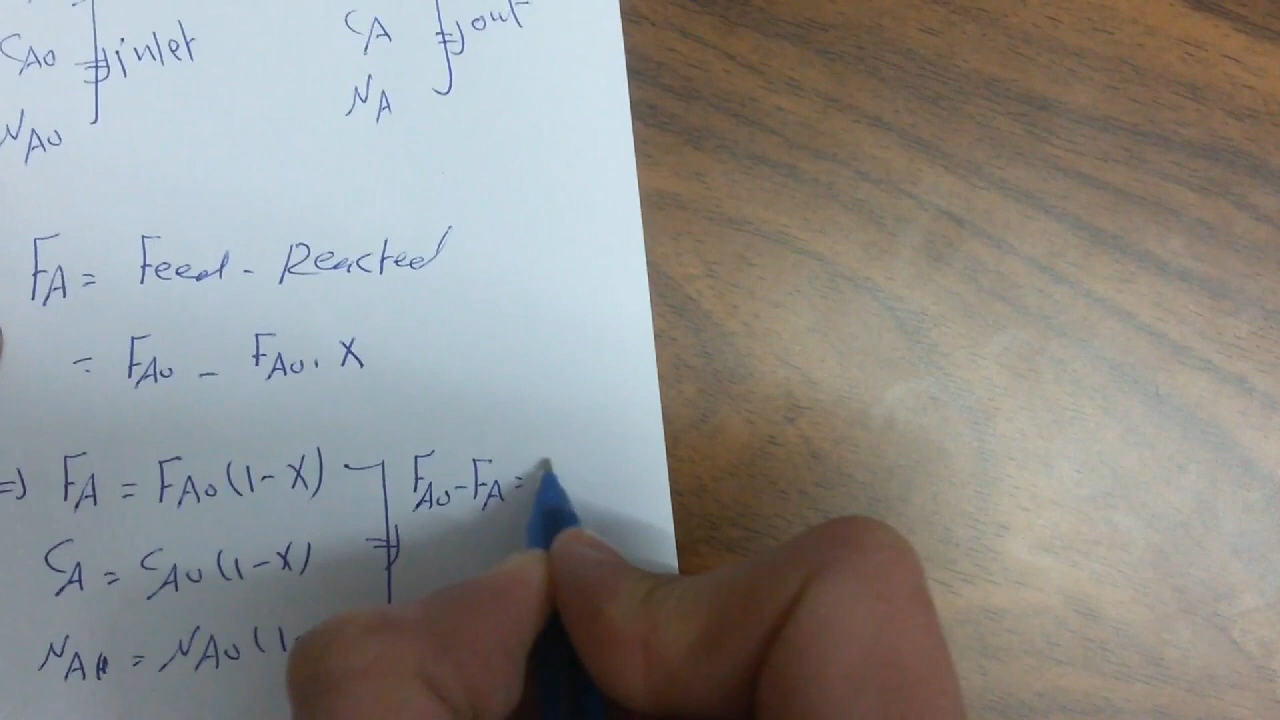 CA0 inlet CA out
NA0 NA
FA = Feed - Reacted
= FA0 - FA0 . X
=) FA = FA0 (1-X) FA0-FA =
CA = CA0 (1-X)
NA = NA0 (1-